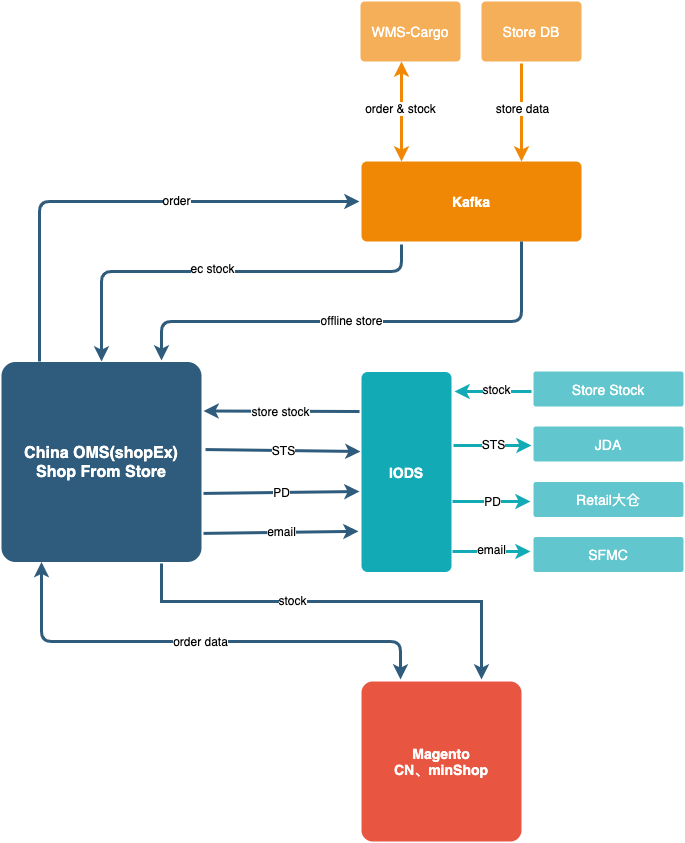 WMS-Cargo
Store DB
order & stock
store data
Kafka
order
ec stock
offline store
China OMS(shopEx)
Shop From Store
store stock
STS
PD
email
IODS
stock
Store Stock
STS
JDA
PD
Retail大仓
email
SFMC
stock
order data
Magento
CN、minShop